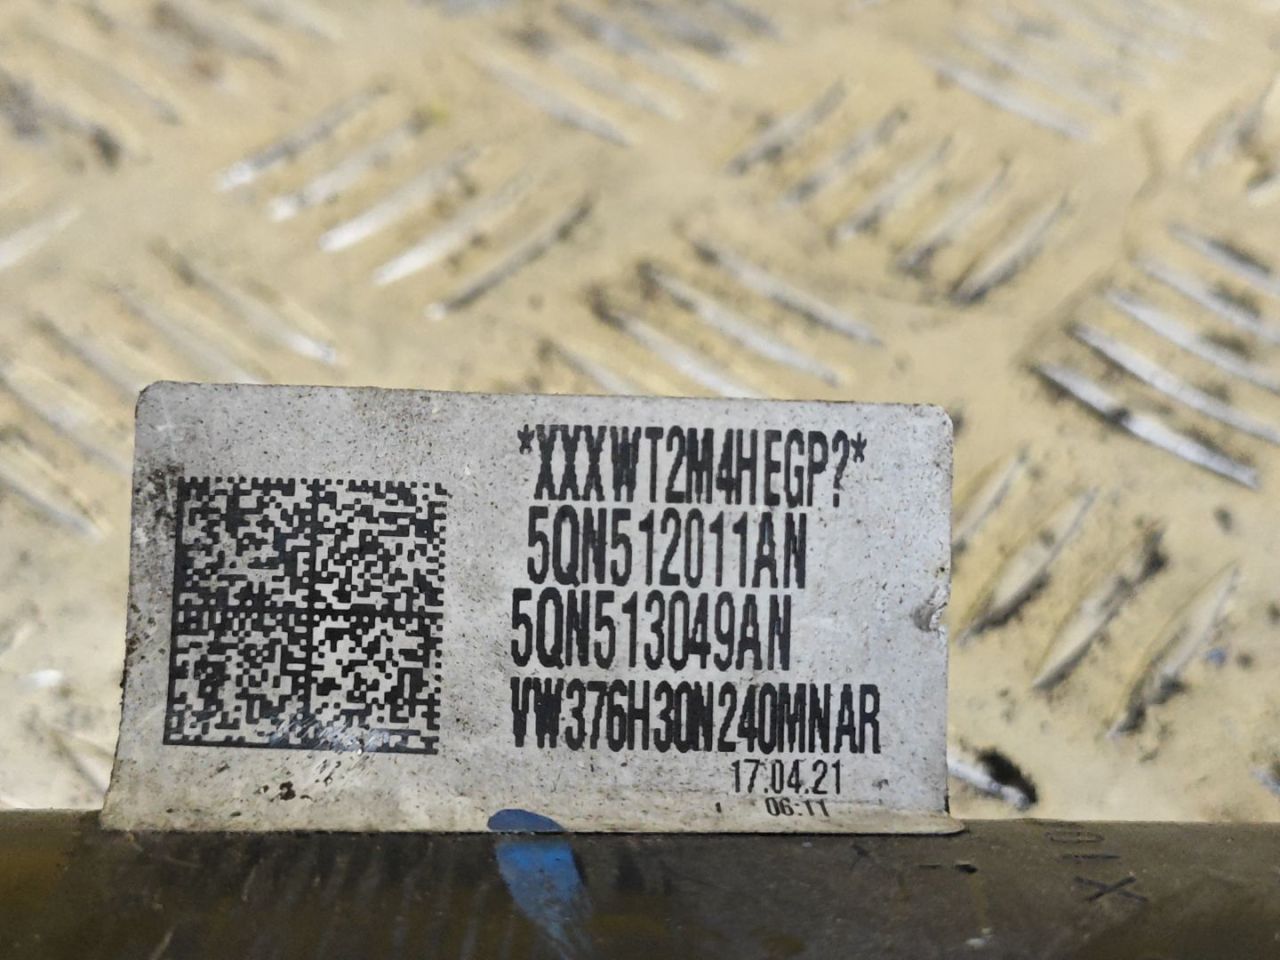 *XXXWT2M4HEGP?*
5QN512011AN
5QN513049AN
VW376H30N240MNAR
17.04.21
06:11